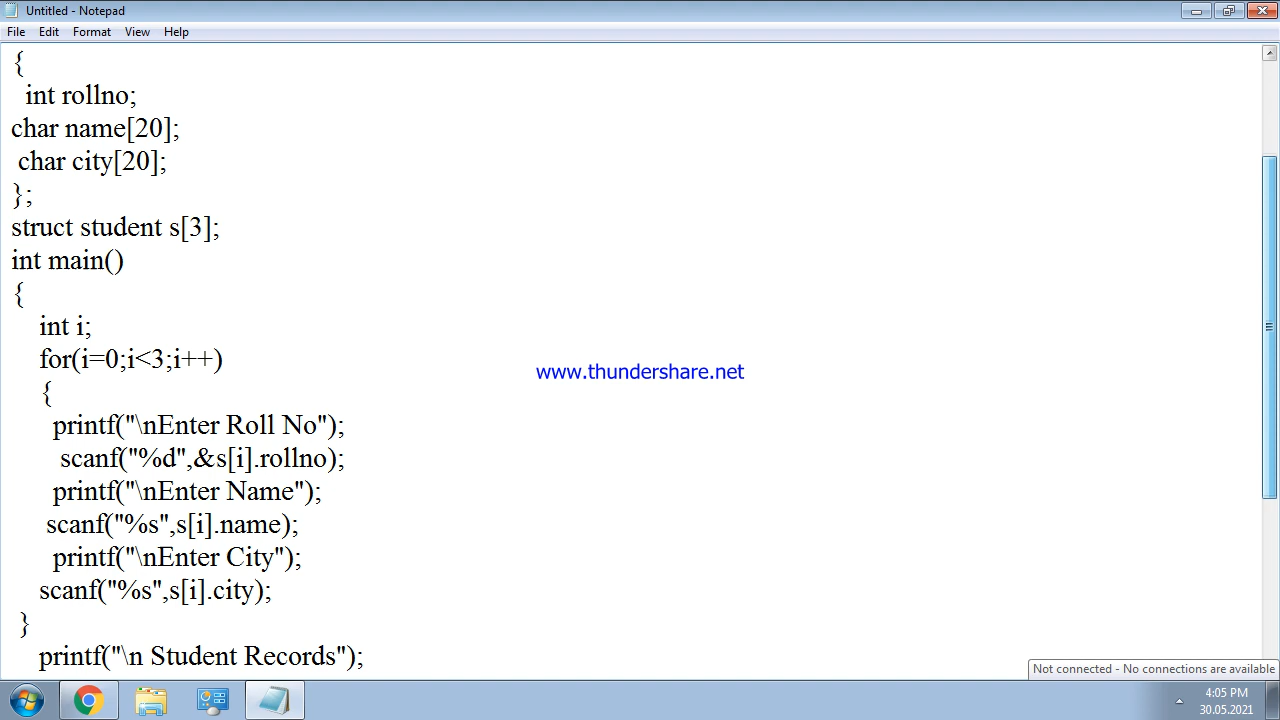 Untitled - Notepad
File Edit Format View Help
{
  int rollno;
char name[20];
 char city[20];
};
struct student s[3];
int main()
{
    int i;
    for(i=0;i<3;i++)
    {
      printf("\nEnter Roll No");
       scanf("%d",&s[i].rollno);
      printf("\nEnter Name");
     scanf("%s",s[i].name);
      printf("\nEnter City");
    scanf("%s",s[i].city);
 }
    printf("\n Student Records");
www.thundershare.net
Not connected - No connections are available
4:05 PM
30.05.2021